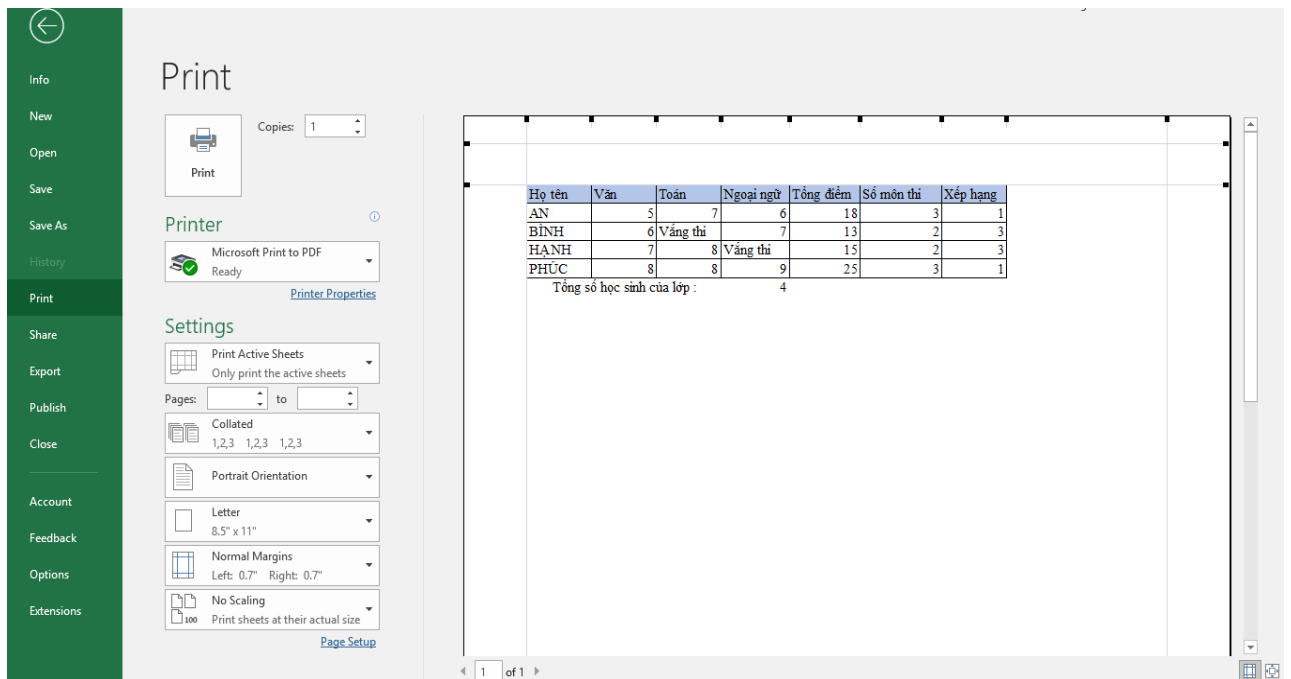 Info
New
Open
Save
Save As
History
Print
Share
Export
Publish
Close
Account
Feedback
Options
Extensions
Print
Copies: 1
Print
Printer
Microsoft Print to PDF
Ready
Printer Properties
Settings
Print Active Sheets
Only print the active sheets
Pages: to
Collated
1,2,3 1,2,3 1,2,3
Portrait Orientation
Letter
8.5" x 11"
Normal Margins
Left: 0.7" Right: 0.7"
No Scaling
100 Print sheets at their actual size
Page Setup
Họ tên Văn Toán Ngoại ngữ Tổng điểm Số môn thi Xếp hạng
AN 5 7 6 18 3 1
BÌNH 6 Vắng thi 7 13 2 3
HẠNH 7 8 Vắng thi 15 2 3
PHÚC 8 8 9 25 3 1
Tổng số học sinh của lớp : 4
1 of 1